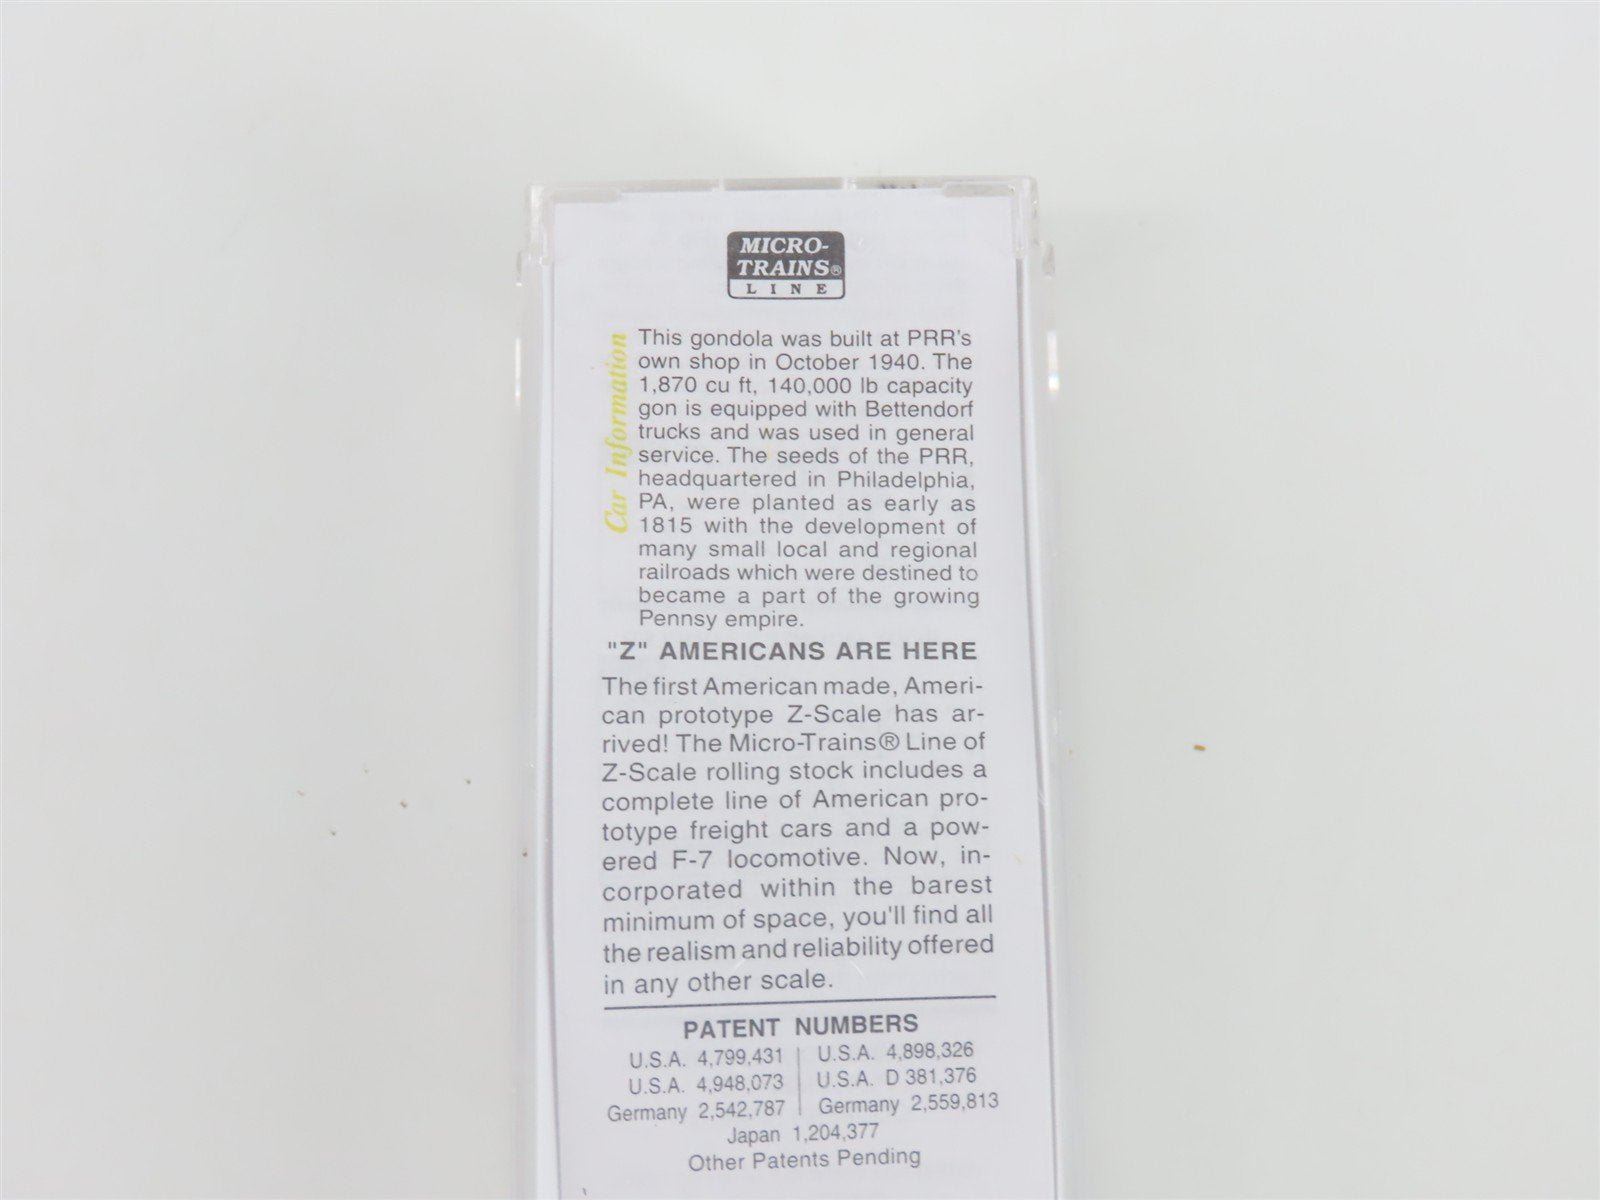 MICRO-
TRAINS®
LINE
Car Information
This gondola was built at PRR's
own shop in October 1940. The
1,870 cu ft, 140,000 lb capacity
gon is equipped with Bettendorf
trucks and was used in general
service. The seeds of the PRR,
headquartered in Philadelphia,
PA, were planted as early as
1815 with the development of
many small local and regional
railroads which were destined to
became a part of the growing
Pennsy empire.
"Z" AMERICANS ARE HERE
The first American made, Ameri-
can prototype Z-Scale has ar-
rived! The Micro-Trains® Line of
Z-Scale rolling stock includes a
complete line of American pro-
totype freight cars and a pow-
ered F-7 locomotive. Now, in-
corporated within the barest
minimum of space, you'll find all
the realism and reliability offered
in any other scale.
PATENT NUMBERS
U.S.A. 4,799,431 | U.S.A. 4,898,326
U.S.A. 4,948,073 | U.S.A. D 381,376
Germany 2,542,787 | Germany 2,559,813
Japan 1,204,377
Other Patents Pending